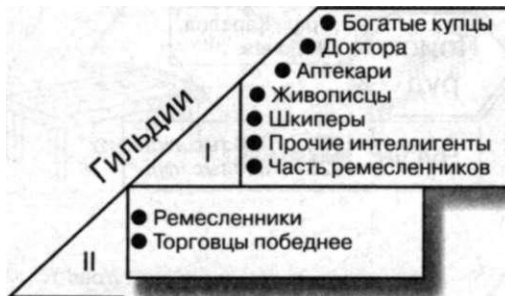 Гильдии
I
● Богатые купцы
● Доктора
● Аптекари
● Живописцы
● Шкиперы
● Прочие интеллигенты
● Часть ремесленников
II
● Ремесленники
● Торговцы победнее